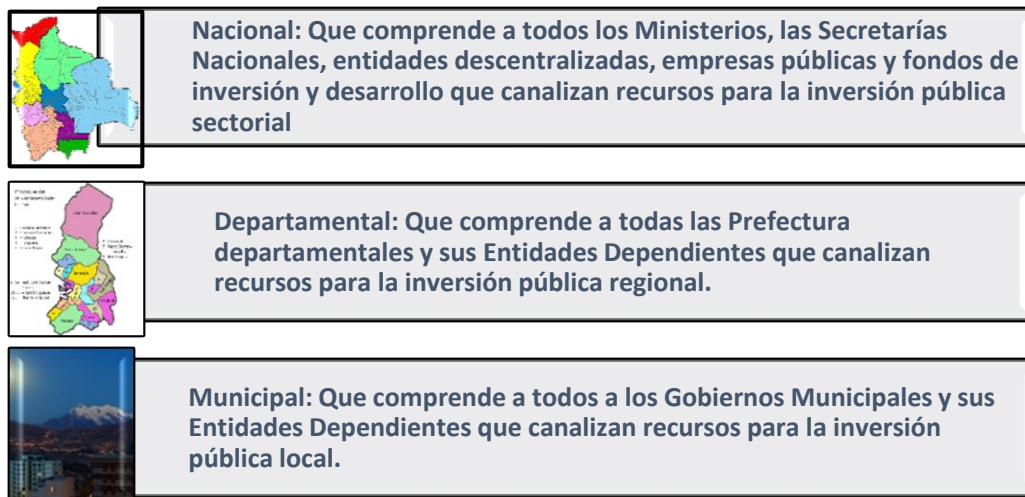 Nacional: Que comprende a todos los Ministerios, las Secretarías
Nacionales, entidades descentralizadas, empresas públicas y fondos de
inversión y desarrollo que canalizan recursos para la inversión pública
sectorial
Departamental: Que comprende a todas las Prefectura
departamentales y sus Entidades Dependientes que canalizan
recursos para la inversión pública regional.
Municipal: Que comprende a todos a los Gobiernos Municipales y sus
Entidades Dependientes que canalizan recursos para la inversión
pública local.